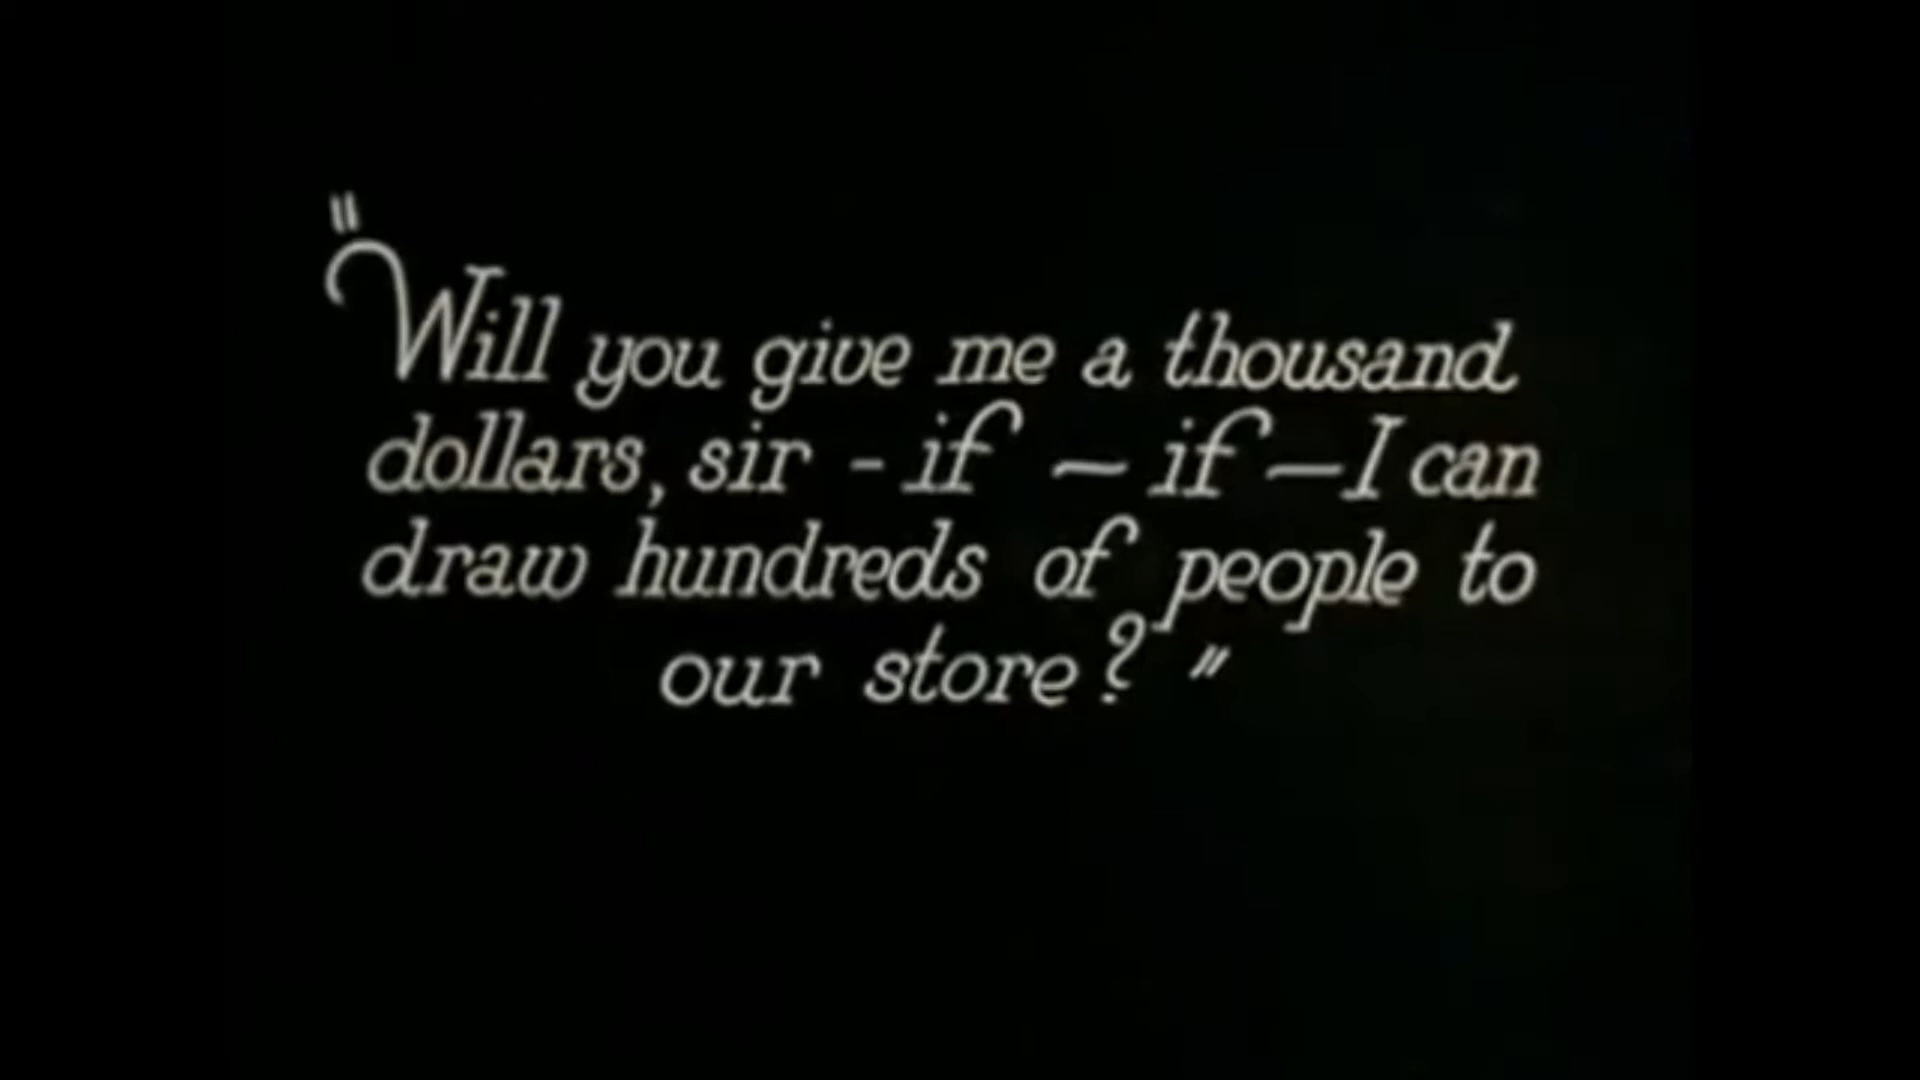 "Will you give me a thousand
dollars, sir - if — if — I can
draw hundreds of people to
our store?"